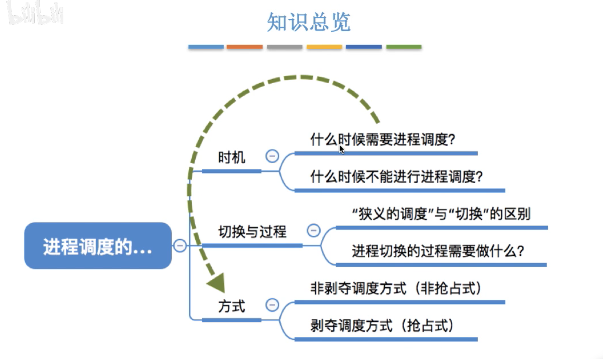 bilibili
知识总览
时机
什么时候需要进程调度?
什么时候不能进行进程调度?
进程调度的...
切换与过程
“狭义的调度”与“切换”的区别
进程切换的过程需要做什么?
方式
非剥夺调度方式（非抢占式）
剥夺调度方式（抢占式）